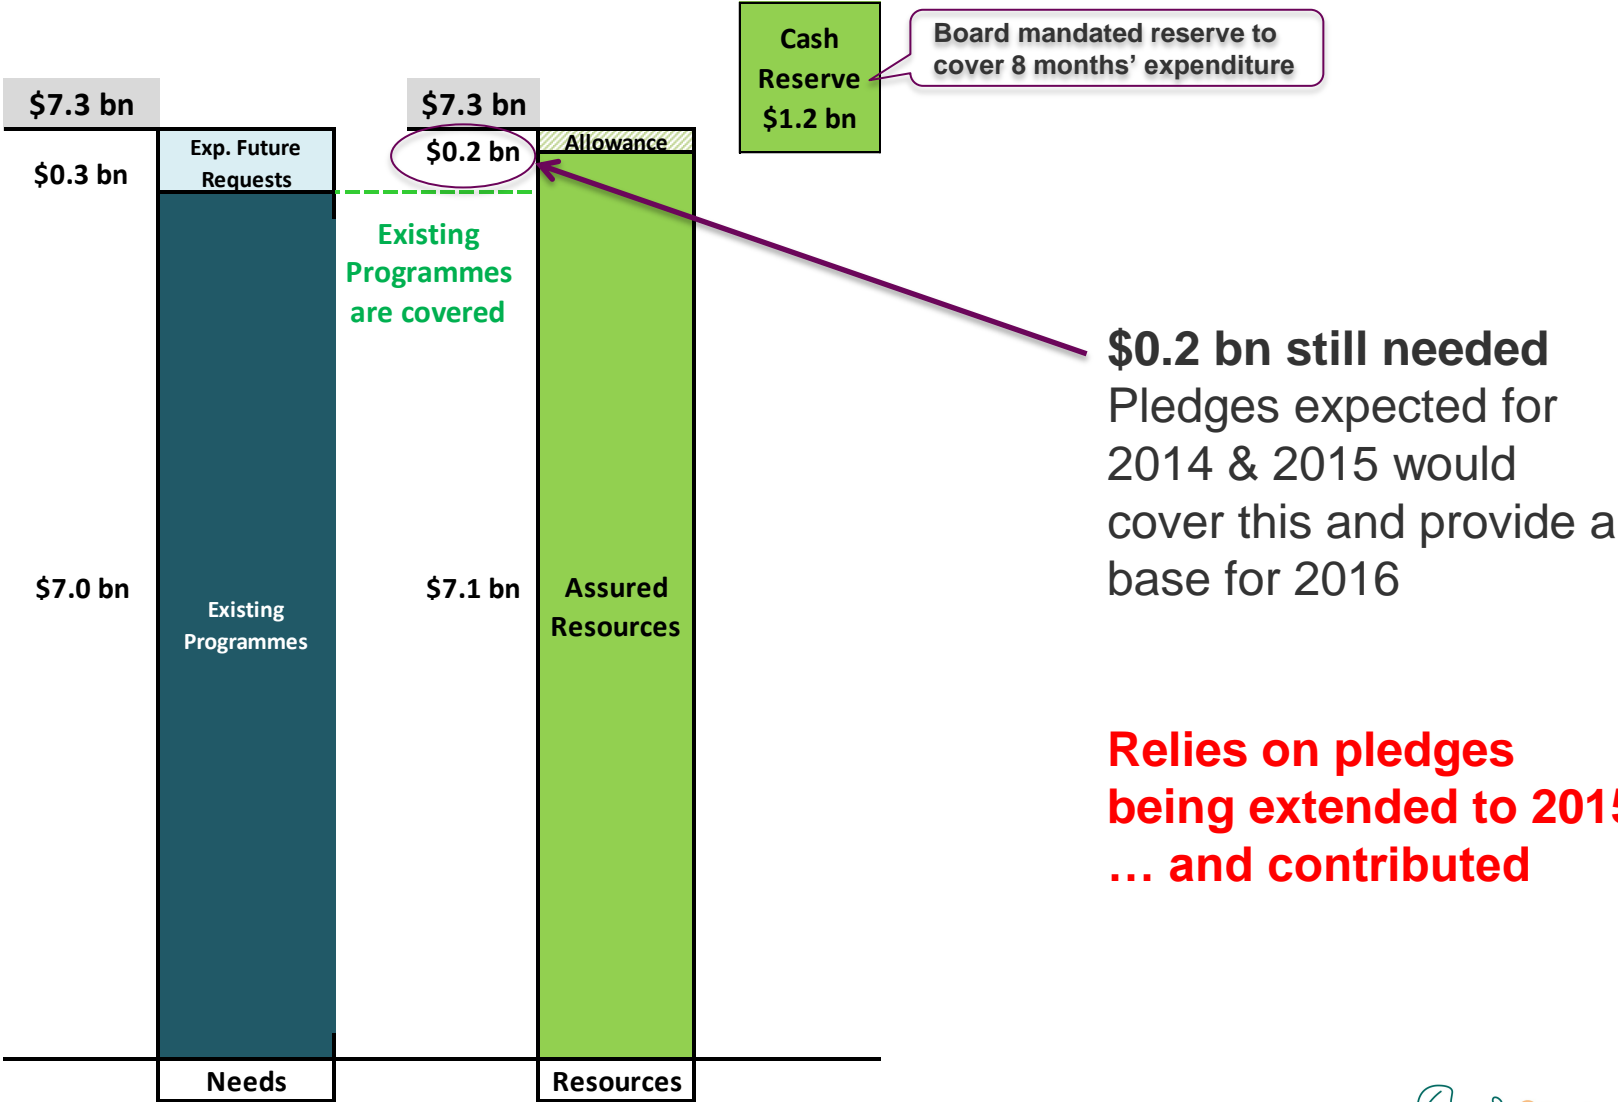 Cash
Reserve
$1.2 bn
Board mandated reserve to
cover 8 months' expenditure
$7.3 bn
$7.3 bn
$0.3 bn
Exp. Future
Requests
$0.2 bn
Allowance
Existing
Programmes
are covered
$0.2 bn still needed
Pledges expected for
2014 & 2015 would
cover this and provide a
base for 2016
$7.0 bn
Existing
Programmes
$7.1 bn
Assured
Resources
Relies on pledges
being extended to 2015
… and contributed
Needs
Resources